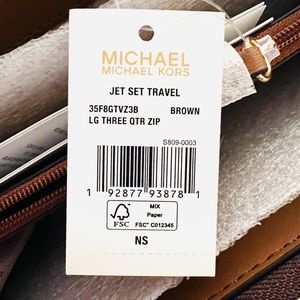 MICHAEL
MICHAEL KORS
JET SET TRAVEL
35F8GTVZ3B BROWN
LG THREE QTR ZIP
S809-0003
1 92877 93878 1
FSC
MIX
Paper
FSC® C012345
NS